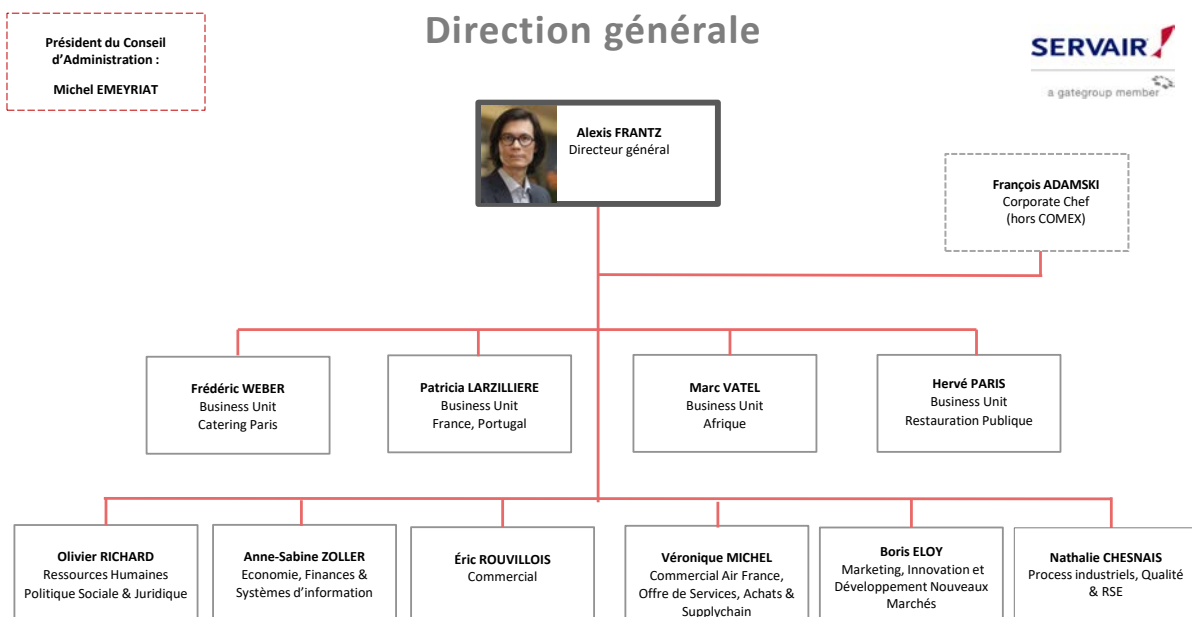 Direction générale
Président du Conseil
d'Administration :
Michel EMEYRIAT
SERVAIR
a gategroup member
Alexis FRANTZ
Directeur général
François ADAMSKI
Corporate Chef
(hors COMEX)
Frédéric WEBER
Business Unit
Catering Paris
Patricia LARZILLIERE
Business Unit
France, Portugal
Marc VATEL
Business Unit
Afrique
Hervé PARIS
Business Unit
Restauration Publique
Olivier RICHARD
Ressources Humaines
Politique Sociale & Juridique
Anne-Sabine ZOLLER
Economie, Finances &
Systèmes d'information
Éric ROUVILLOIS
Commercial
Véronique MICHEL
Commercial Air France,
Offre de Services, Achats &
Supplychain
Boris ELOY
Marketing, Innovation et
Développement Nouveaux
Marchés
Nathalie CHESNAIS
Process industriels, Qualité
& RSE